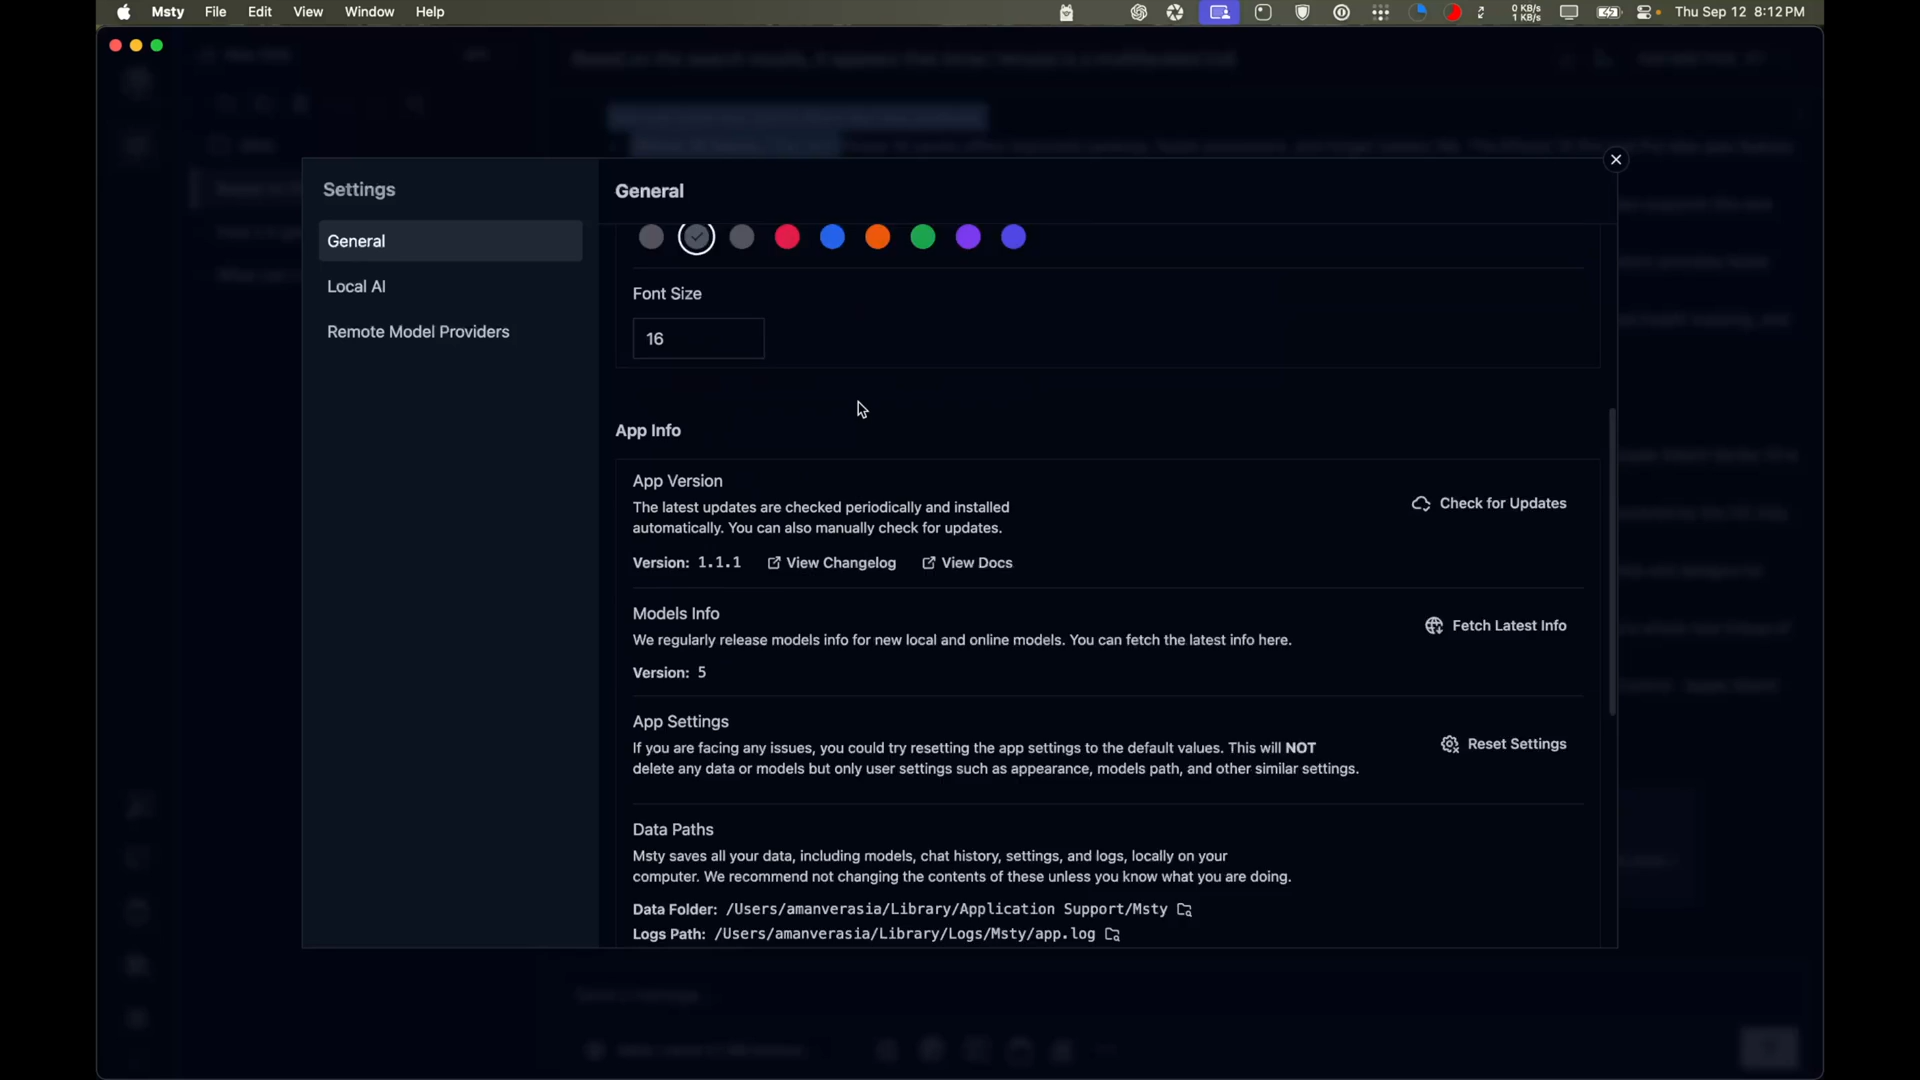 Msty File Edit View Window Help
0 KB/s
1 KB/s
Thu Sep 12 8:12 PM
Settings
General
Local AI
Remote Model Providers
General
Font Size
16
App Info
App Version
The latest updates are checked periodically and installed
automatically. You can also manually check for updates.
Check for Updates
Version: 1.1.1 View Changelog View Docs
Models Info
We regularly release models info for new local and online models. You can fetch the latest info here.
Fetch Latest Info
Version: 5
App Settings
If you are facing any issues, you could try resetting the app settings to the default values. This will NOT
delete any data or models but only user settings such as appearance, models path, and other similar settings.
Reset Settings
Data Paths
Msty saves all your data, including models, chat history, settings, and logs, locally on your
computer. We recommend not changing the contents of these unless you know what you are doing.
Data Folder: /Users/amanverasia/Library/Application Support/Msty
Logs Path: /Users/amanverasia/Library/Logs/Msty/app.log